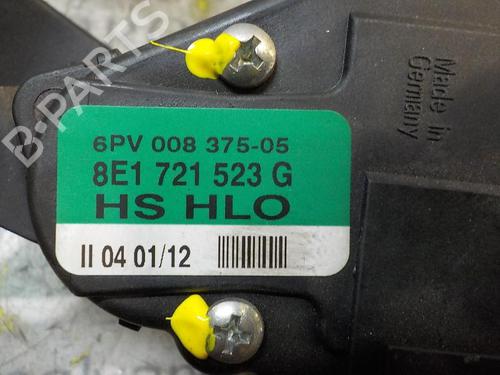 B-PARTS
Made in
Germany
6PV 008 375-05
8E1 721 523 G
HS HLO
II 04 01/12